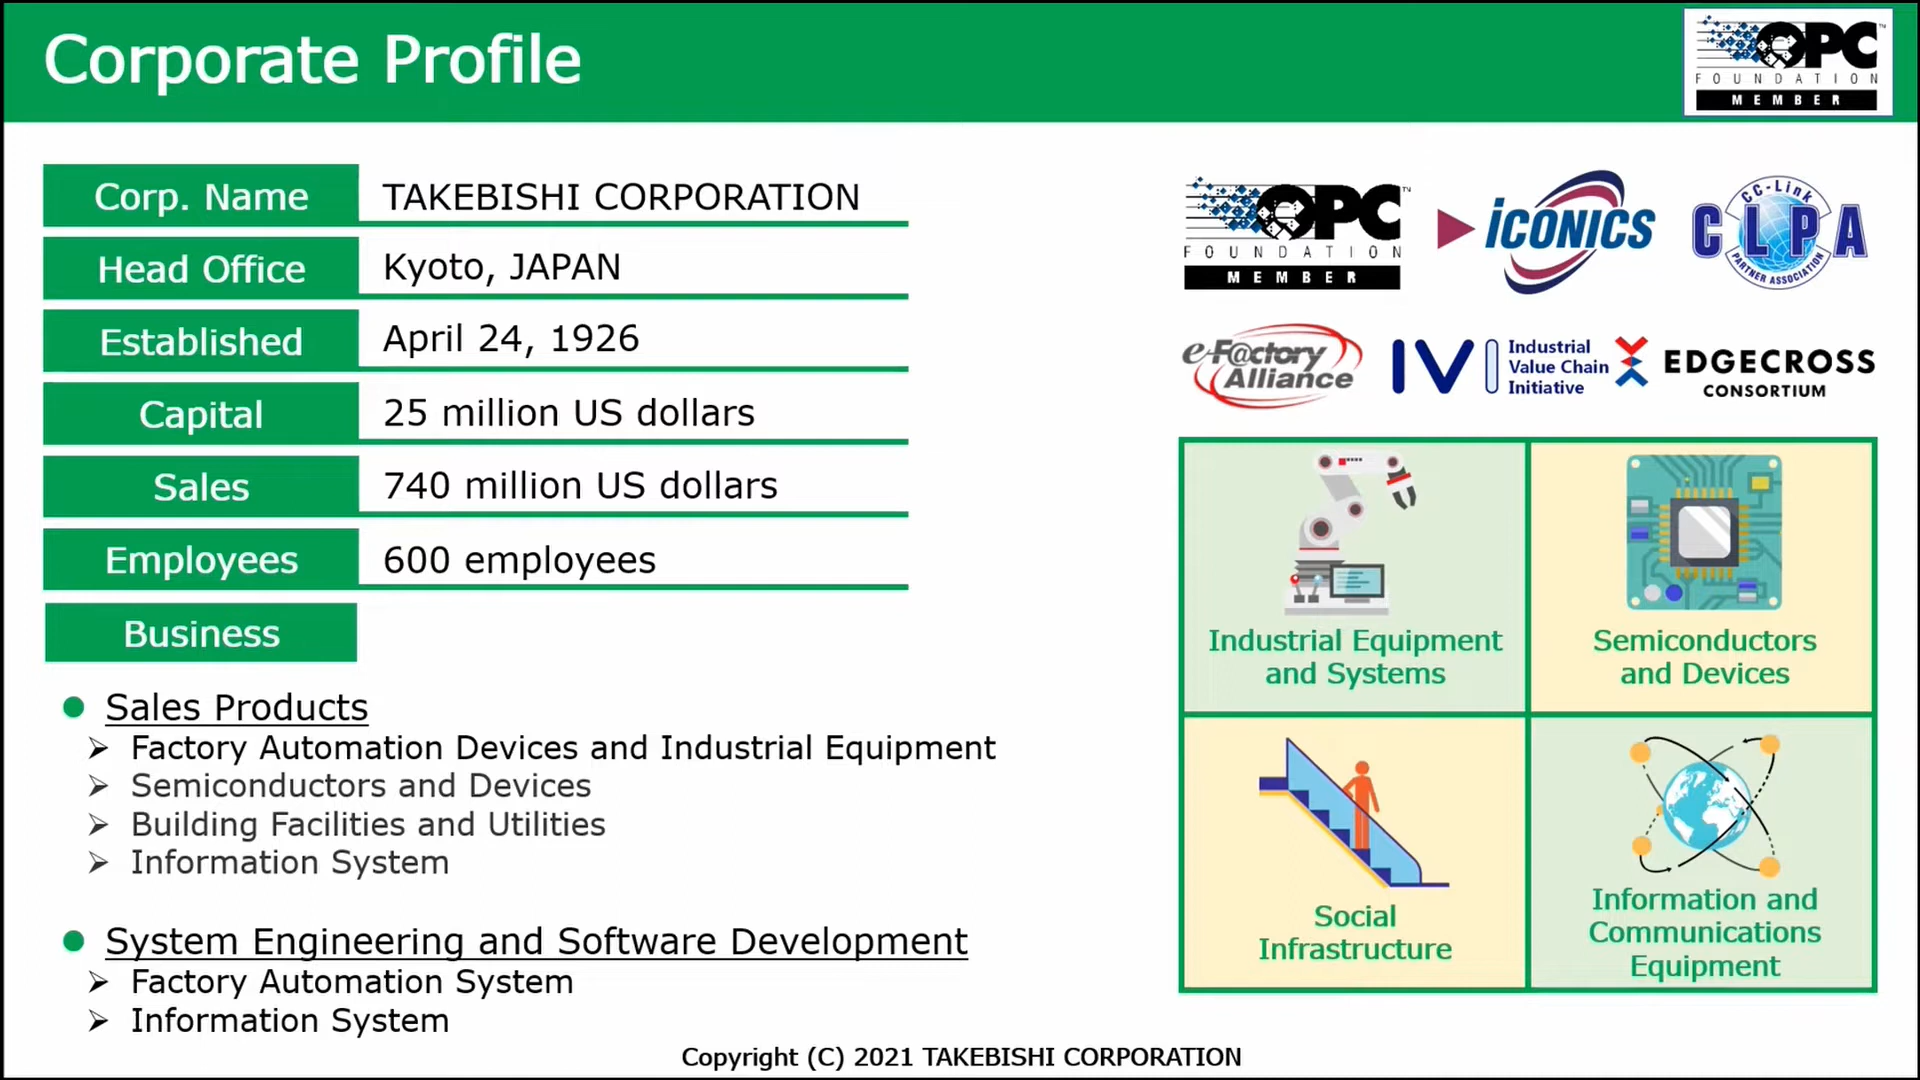 Corporate Profile
OPC™
FOUNDATION
MEMBER
Corp. Name
TAKEBISHI CORPORATION
Head Office
Kyoto, JAPAN
Established
April 24, 1926
Capital
25 million US dollars
Sales
740 million US dollars
Employees
600 employees
Business
Sales Products
Factory Automation Devices and Industrial Equipment
Semiconductors and Devices
Building Facilities and Utilities
Information System
System Engineering and Software Development
Factory Automation System
Information System
OPC™
FOUNDATION
MEMBER
iCONICS
CC-Link
CLPA
PARTNER ASSOCIATION
e-F@ctory
Alliance
IV
Industrial
Value Chain
Initiative
EDGECROSS
CONSORTIUM
Industrial Equipment
and Systems
Semiconductors
and Devices
Social
Infrastructure
Information and
Communications
Equipment
Copyright (C) 2021 TAKEBISHI CORPORATION